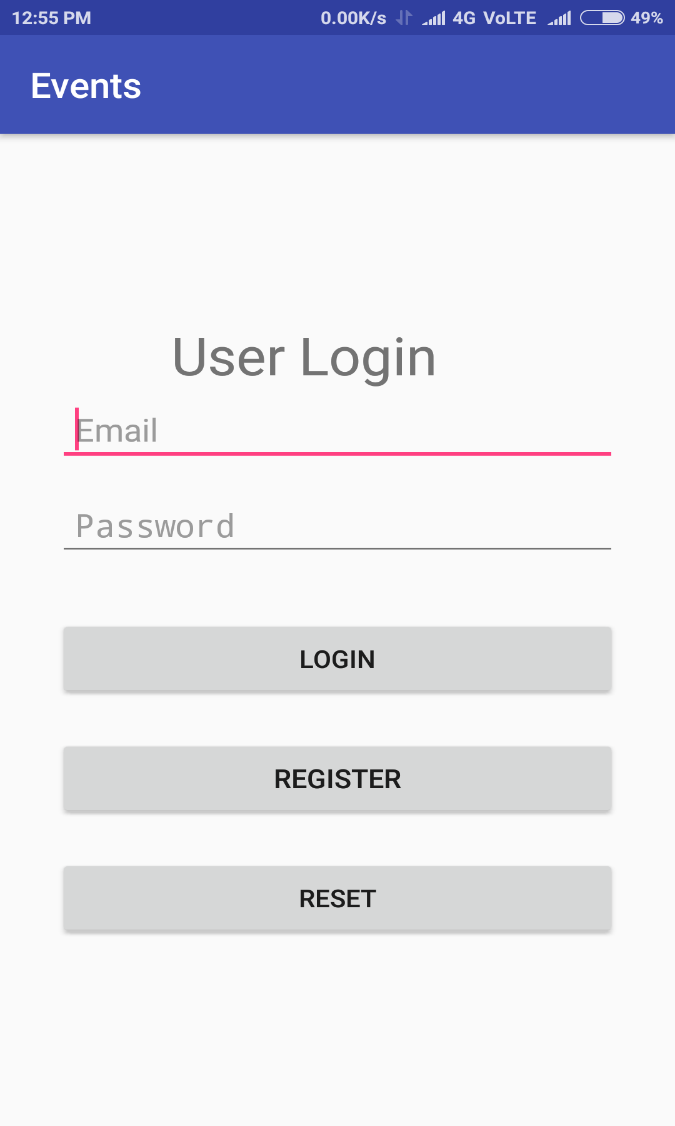 12:55 PM 0.00K/s 4G VoLTE 49%
Events
User Login
Email
Password
LOGIN
REGISTER
RESET